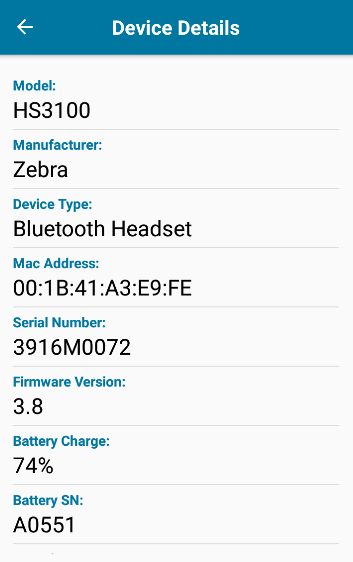 Device Details
Model:
HS3100
Manufacturer:
Zebra
Device Type:
Bluetooth Headset
Mac Address:
00:1B:41:A3:E9:FE
Serial Number:
3916M0072
Firmware Version:
3.8
Battery Charge:
74%
Battery SN:
A0551